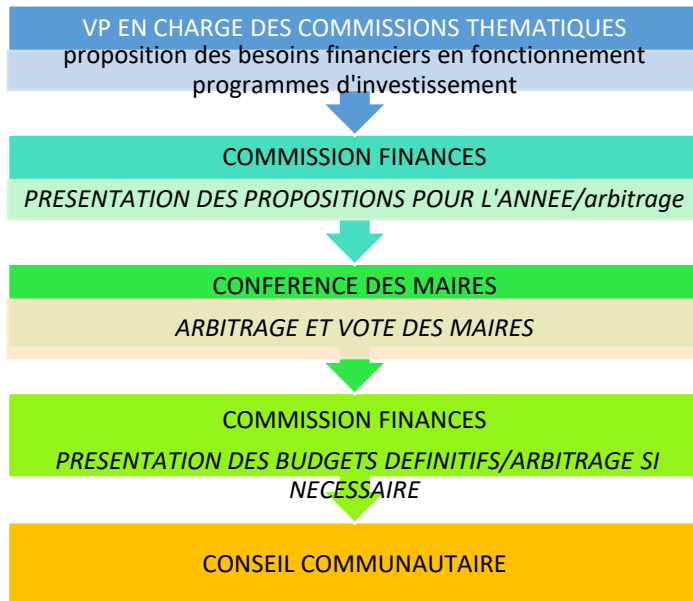 VP EN CHARGE DES COMMISSIONS THEMATIQUES
proposition des besoins financiers en fonctionnement
programmes d'investissement
COMMISSION FINANCES
PRESENTATION DES PROPOSITIONS POUR L'ANNEE/arbitrage
CONFERENCE DES MAIRES
ARBITRAGE ET VOTE DES MAIRES
COMMISSION FINANCES
PRESENTATION DES BUDGETS DEFINITIFS/ARBITRAGE SI
NECESSAIRE
CONSEIL COMMUNAUTAIRE